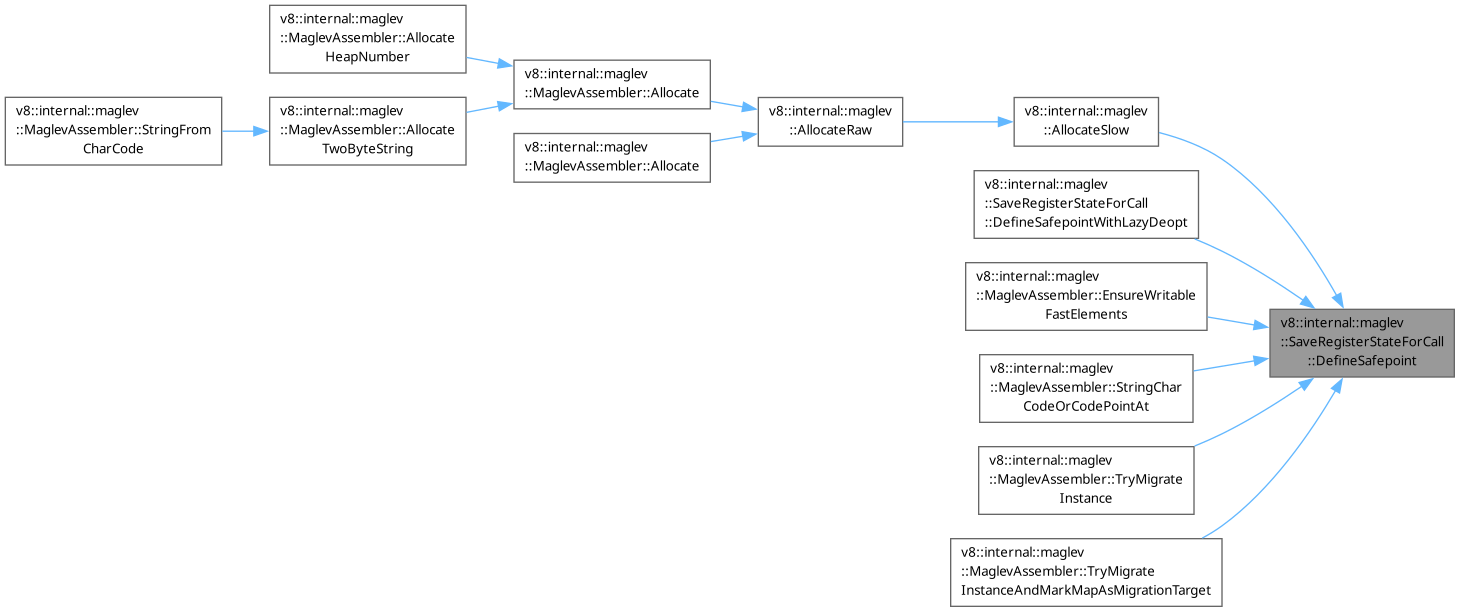 v8::internal::maglev
::MaglevAssembler::Allocate
HeapNumber
v8::internal::maglev
::MaglevAssembler::StringFrom
CharCode
v8::internal::maglev
::MaglevAssembler::Allocate
TwoByteString
v8::internal::maglev
::MaglevAssembler::Allocate
v8::internal::maglev
::MaglevAssembler::Allocate
v8::internal::maglev
::AllocateRaw
v8::internal::maglev
::AllocateSlow
v8::internal::maglev
::SaveRegisterStateForCall
::DefineSafepointWithLazyDeopt
v8::internal::maglev
::MaglevAssembler::EnsureWritable
FastElements
v8::internal::maglev
::MaglevAssembler::StringChar
CodeOrCodePointAt
v8::internal::maglev
::MaglevAssembler::TryMigrate
Instance
v8::internal::maglev
::MaglevAssembler::TryMigrate
InstanceAndMarkMapAsMigrationTarget
v8::internal::maglev
::SaveRegisterStateForCall
::DefineSafepoint